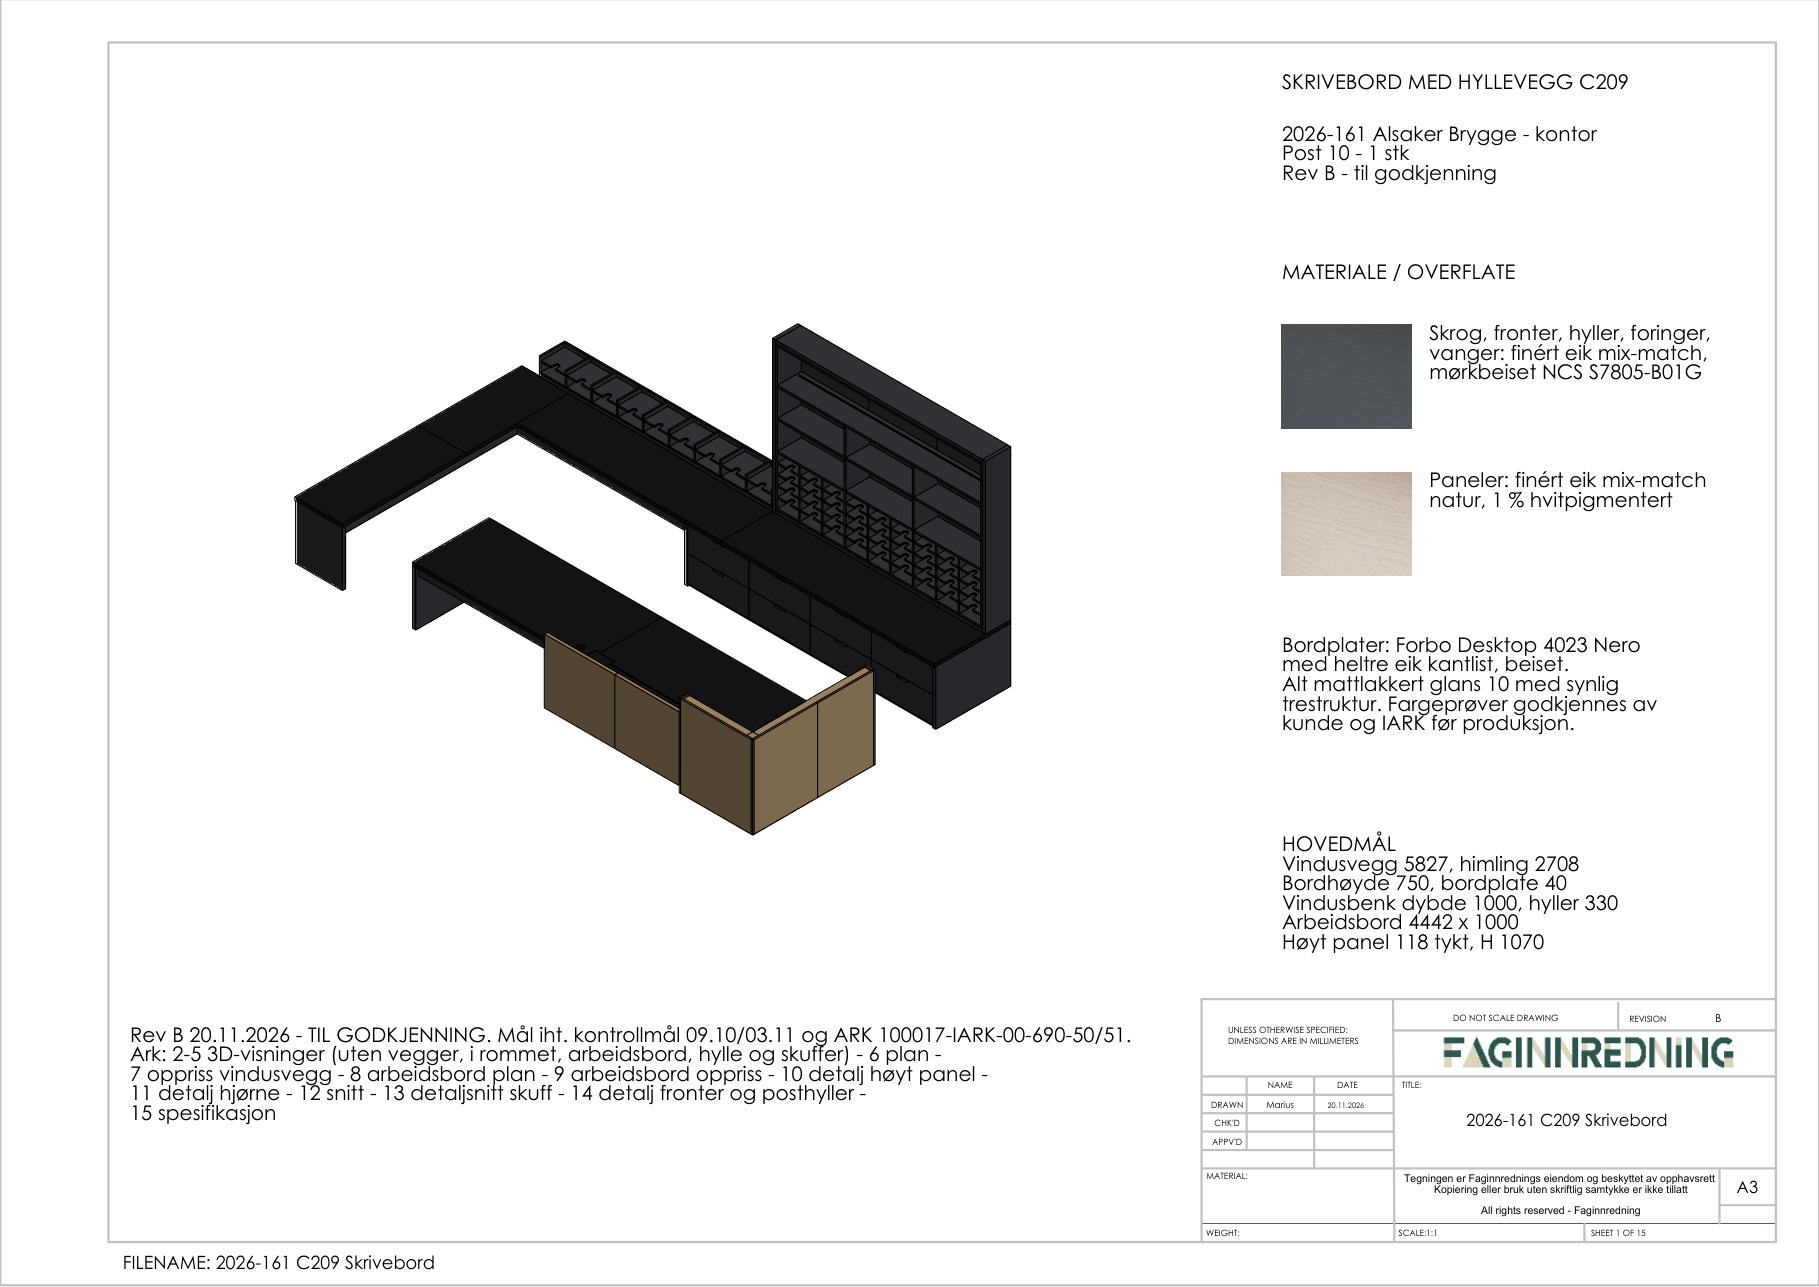 SKRIVEBORD MED HYLLEVEGG C209
2026-161 Alsaker Brygge - kontor
Post 10 - 1 stk
Rev B - til godkjenning
MATERIALE / OVERFLATE
Skrog, fronter, hyller, foringer,
vanger: finért eik mix-match,
mørkbeiset NCS S7805-B01G
Paneler: finért eik mix-match
natur, 1 % hvitpigmentert
Bordplater: Forbo Desktop 4023 Nero
med heltre eik kantlist, beiset.
Alt mattlakkert glans 10 med synlig
trestruktur. Fargeprøver godkjennes av
kunde og IARK før produksjon.
HOVEDMÅL
Vindusvegg 5827, himling 2708
Bordhøyde 750, bordplate 40
Vindusbenk dybde 1000, hyller 330
Arbeidsbord 4442 x 1000
Høyt panel 118 tykt, H 1070
Rev B 20.11.2026 - TIL GODKJENNING. Mål iht. kontrollmål 09.10/03.11 og ARK 100017-IARK-00-690-50/51.
Ark: 2-5 3D-visninger (uten vegger, i rommet, arbeidsbord, hylle og skuffer) - 6 plan -
7 oppriss vindusvegg - 8 arbeidsbord plan - 9 arbeidsbord oppriss - 10 detalj høyt panel -
11 detalj hjørne - 12 snitt - 13 detaljsnitt skuff - 14 detalj fronter og posthyller -
15 spesifikasjon
UNLESS OTHERWISE SPECIFIED:
DIMENSIONS ARE IN MILLIMETERS
DO NOT SCALE DRAWING
REVISION B
FAGINNREDNING
NAME DATE
DRAWN Marius 20.11.2026
CHK'D
APPV'D
TITLE:
2026-161 C209 Skrivebord
MATERIAL:
Tegningen er Faginnrednings eiendom og beskyttet av opphavsrett
Kopiering eller bruk uten skriftlig samtykke er ikke tillatt
All rights reserved - Faginnredning
A3
WEIGHT:
SCALE:1:1
SHEET 1 OF 15
FILENAME: 2026-161 C209 Skrivebord